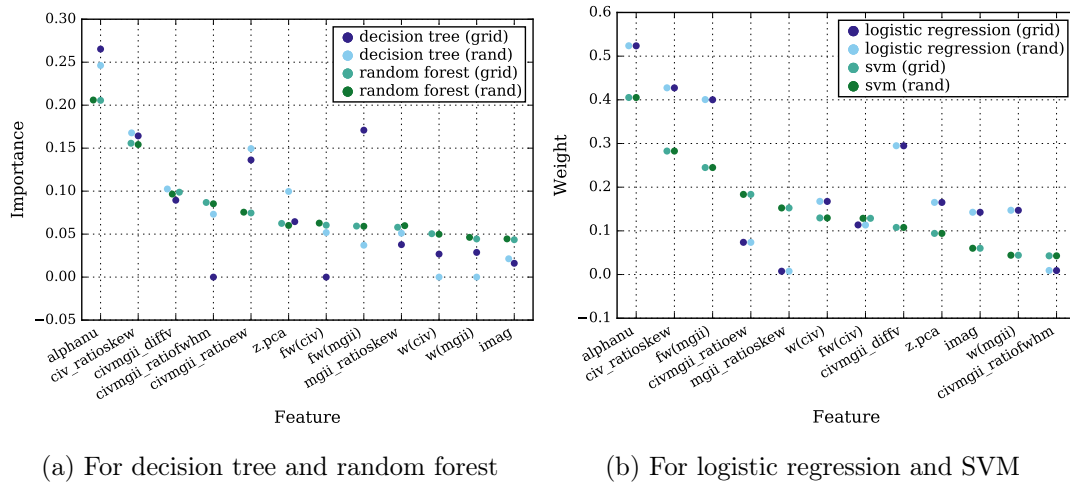 0.30
0.25
0.20
0.15
0.10
0.05
0.00
−0.05
Importance
decision tree (grid)
decision tree (rand)
random forest (grid)
random forest (rand)
alphanu
civ_ratioskew
civmgii_diffv
civmgii_ratiofwhm
civmgii_ratioew
z.pca
fw(civ)
fw(mgii)
mgii_ratioskew
w(civ)
w(mgii)
imag
Feature
(a) For decision tree and random forest
0.6
0.5
0.4
0.3
0.2
0.1
0.0
−0.1
Weight
logistic regression (grid)
logistic regression (rand)
svm (grid)
svm (rand)
alphanu
civ_ratioskew
fw(mgii)
civmgii_ratioew
mgii_ratioskew
w(civ)
fw(civ)
civmgii_diffv
z.pca
imag
w(mgii)
civmgii_ratiofwhm
Feature
(b) For logistic regression and SVM